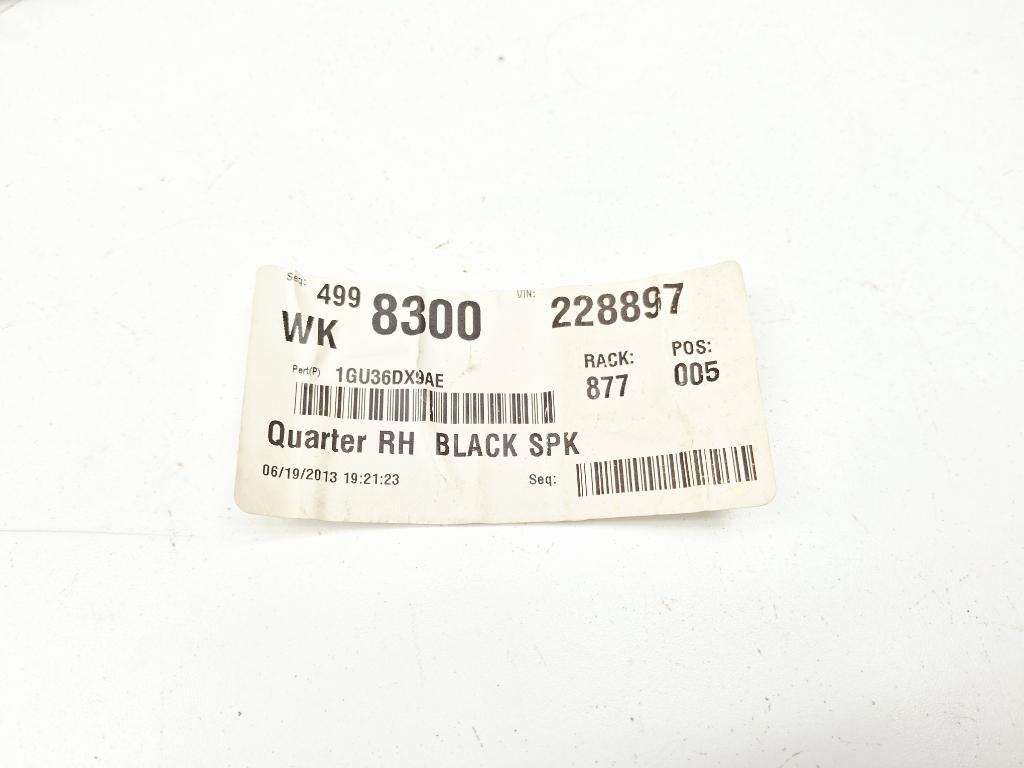 Seq: 499 8300 VIN: 228897
WK
RACK: POS:
877 005
Part(P) 1GU36DX9AE
Quarter RH BLACK SPK
06/19/2013 19:21:23 Seq: